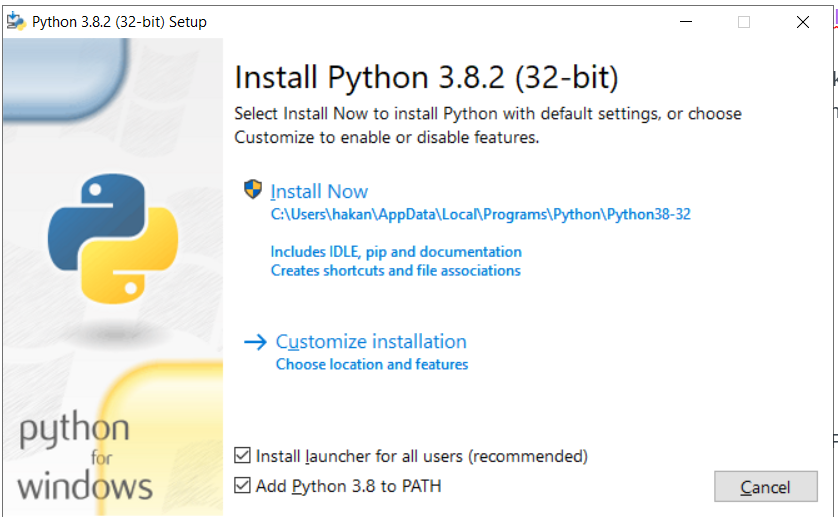 Python 3.8.2 (32-bit) Setup
Install Python 3.8.2 (32-bit)
Select Install Now to install Python with default settings, or choose
Customize to enable or disable features.
Install Now
C:\Users\hakan\AppData\Local\Programs\Python\Python38-32
Includes IDLE, pip and documentation
Creates shortcuts and file associations
Customize installation
Choose location and features
python
for
windows
Install launcher for all users (recommended)
Add Python 3.8 to PATH
Cancel